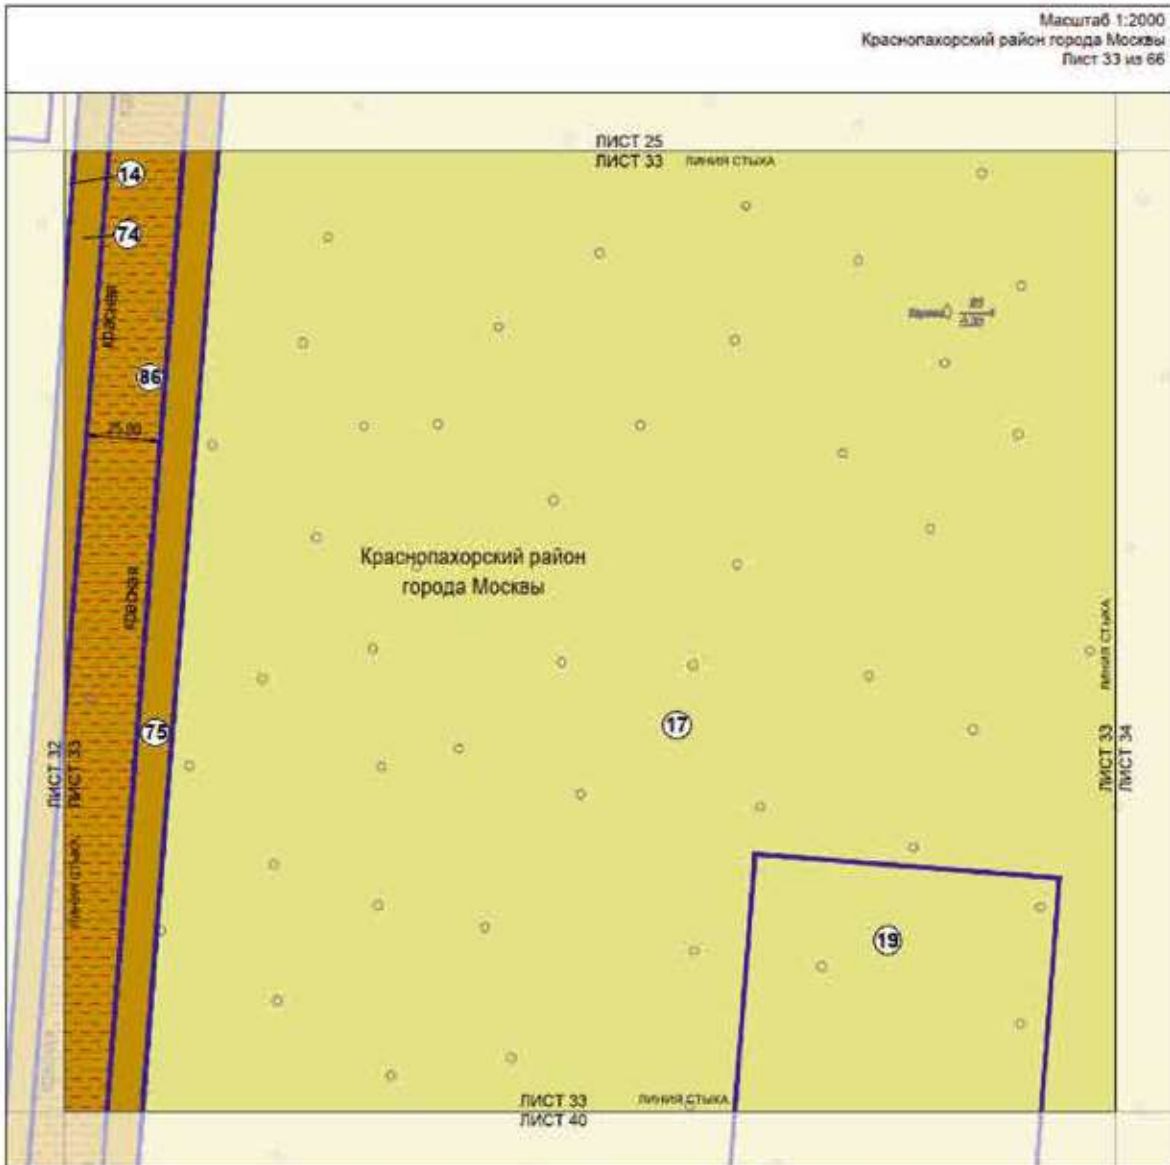 Масштаб 1:2000
Краснопахорский район города Москвы
Лист 33 из 66
ЛИСТ 25
ЛИСТ 33
ЛИНИЯ СТЫКА
14
74
красная
86
25,00
Краснопахорский район
города Москвы
красная
ЛИНИЯ СТЫКА
17
75
ЛИСТ 32
ЛИСТ 33
ЛИСТ 33
ЛИСТ 34
ЛИНИЯ СТЫКА
19
ЛИСТ 33
ЛИНИЯ СТЫКА
ЛИСТ 40